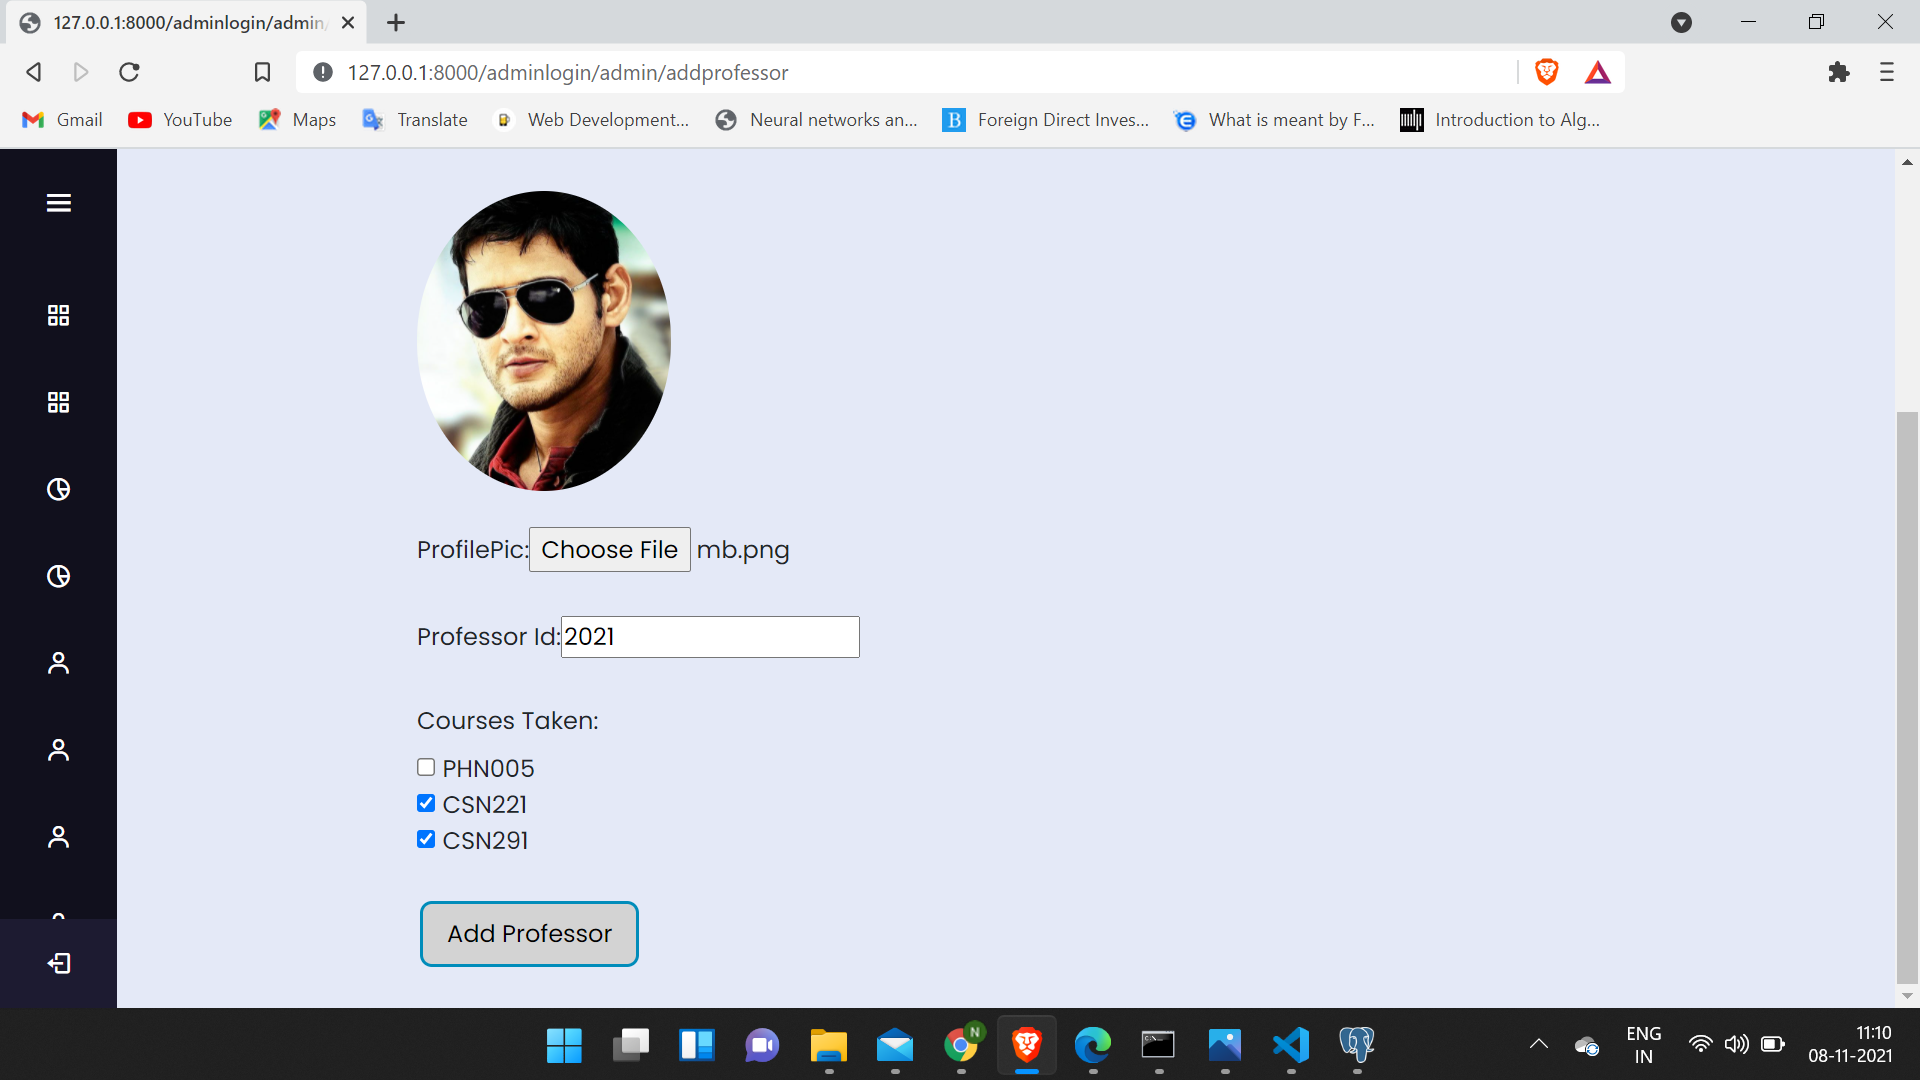 127.0.0.1:8000/adminlogin/admin/
127.0.0.1:8000/adminlogin/admin/addprofessor
Gmail YouTube Maps Translate Web Development... Neural networks an... Foreign Direct Inves... What is meant by F... Introduction to Alg...
ProfilePic: Choose File mb.png
Professor Id: 2021
Courses Taken:
PHN005
CSN221
CSN291
Add Professor
N
ENG
IN
11:10
08-11-2021